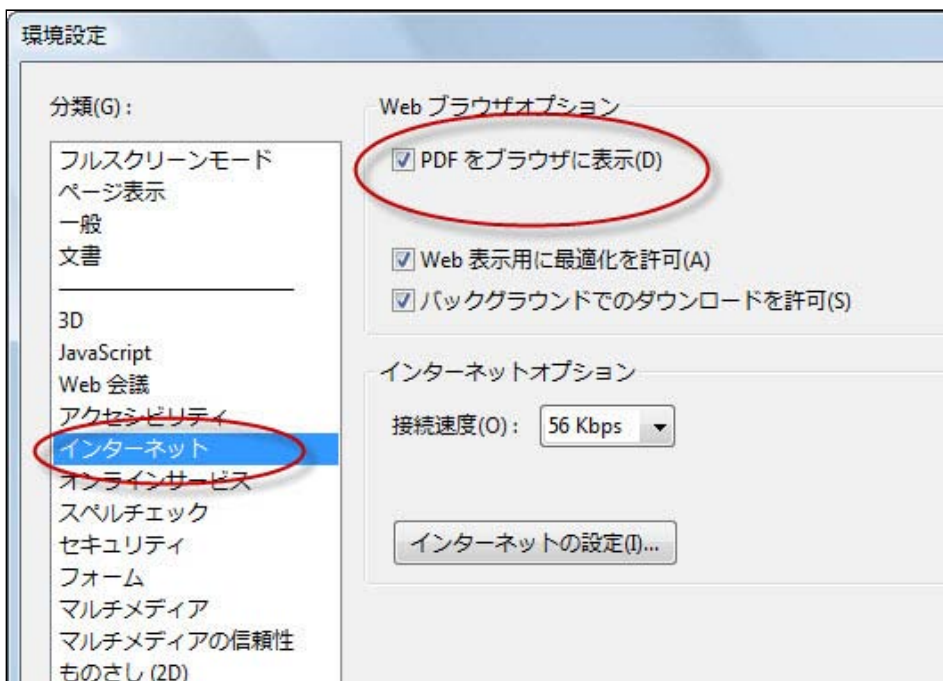 環境設定
分類(G) :
フルスクリーンモード
ページ表示
一般
文書
3D
JavaScript
Web 会議
アクセシビリティ
インターネット
オンラインサービス
スペルチェック
セキュリティ
フォーム
マルチメディア
マルチメディアの信頼性
ものさし (2D)
Web ブラウザオプション
PDF をブラウザに表示(D)
Web 表示用に最適化を許可(A)
バックグラウンドでのダウンロードを許可(S)
インターネットオプション
接続速度(O) : 56 Kbps
インターネットの設定(I)...